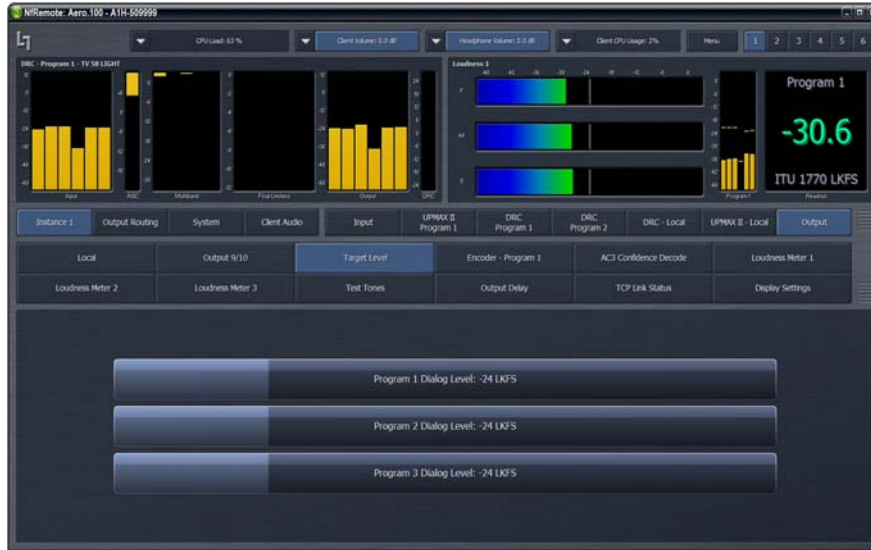 NfRemote: Aero.100 - A1H-509999
CPU Load: 63 %
Client Volume: 0.0 dB
Headphone Volume: 0.0 dB
Client CPU Usage: 2%
Menu
1 2 3 4 5 6
DRC - Program 1 - TV 5B LIGHT
Loudness 1
Input
AGC
Multiband
Final Limiters
Output
DRC
F
M
S
Program 1
-30.6
ITU 1770 LKFS
Program 1
Readout
Instance 1
Output Routing
System
Client Audio
Input
UPMAX II Program 1
DRC Program 1
DRC Program 2
DRC - Local
UPMAX II - Local
Output
Local
Output 9/10
Target Level
Encoder - Program 1
AC3 Confidence Decode
Loudness Meter 1
Loudness Meter 2
Loudness Meter 3
Test Tones
Output Delay
TCP Link Status
Display Settings
Program 1 Dialog Level: -24 LKFS
Program 2 Dialog Level: -24 LKFS
Program 3 Dialog Level: -24 LKFS